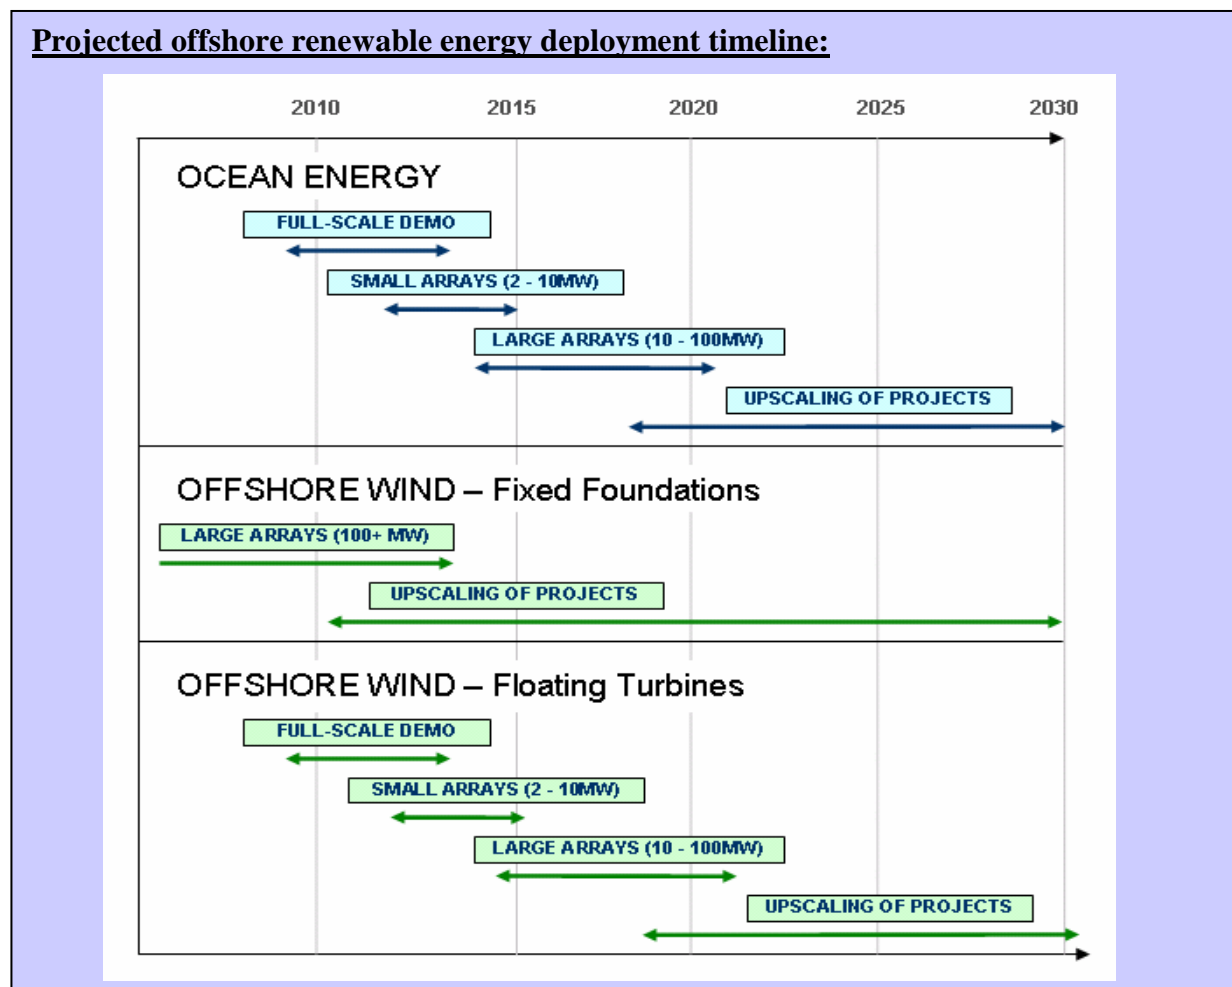 Projected offshore renewable energy deployment timeline:
2010 2015 2020 2025 2030
OCEAN ENERGY
FULL-SCALE DEMO
SMALL ARRAYS (2 - 10MW)
LARGE ARRAYS (10 - 100MW)
UPSCALING OF PROJECTS
OFFSHORE WIND – Fixed Foundations
LARGE ARRAYS (100+ MW)
UPSCALING OF PROJECTS
OFFSHORE WIND – Floating Turbines
FULL-SCALE DEMO
SMALL ARRAYS (2 - 10MW)
LARGE ARRAYS (10 - 100MW)
UPSCALING OF PROJECTS